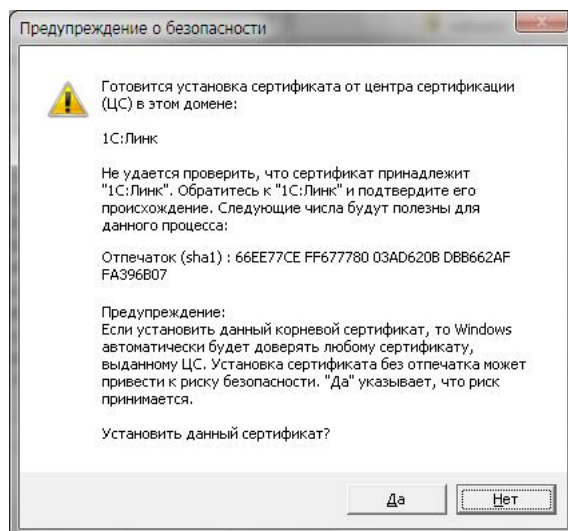 Предупреждение о безопасности
Готовится установка сертификата от центра сертификации
(ЦС) в этом домене:
1С:Линк
Не удается проверить, что сертификат принадлежит
"1С:Линк". Обратитесь к "1С:Линк" и подтвердите его
происхождение. Следующие числа будут полезны для
данного процесса:
Отпечаток (sha1) : 66EE77CE FF677780 03AD620B DBB662AF
FA396B07
Предупреждение:
Если установить данный корневой сертификат, то Windows
автоматически будет доверять любому сертификату,
выданному ЦС. Установка сертификата без отпечатка может
привести к риску безопасности. "Да" указывает, что риск
принимается.
Установить данный сертификат?
Да
Нет